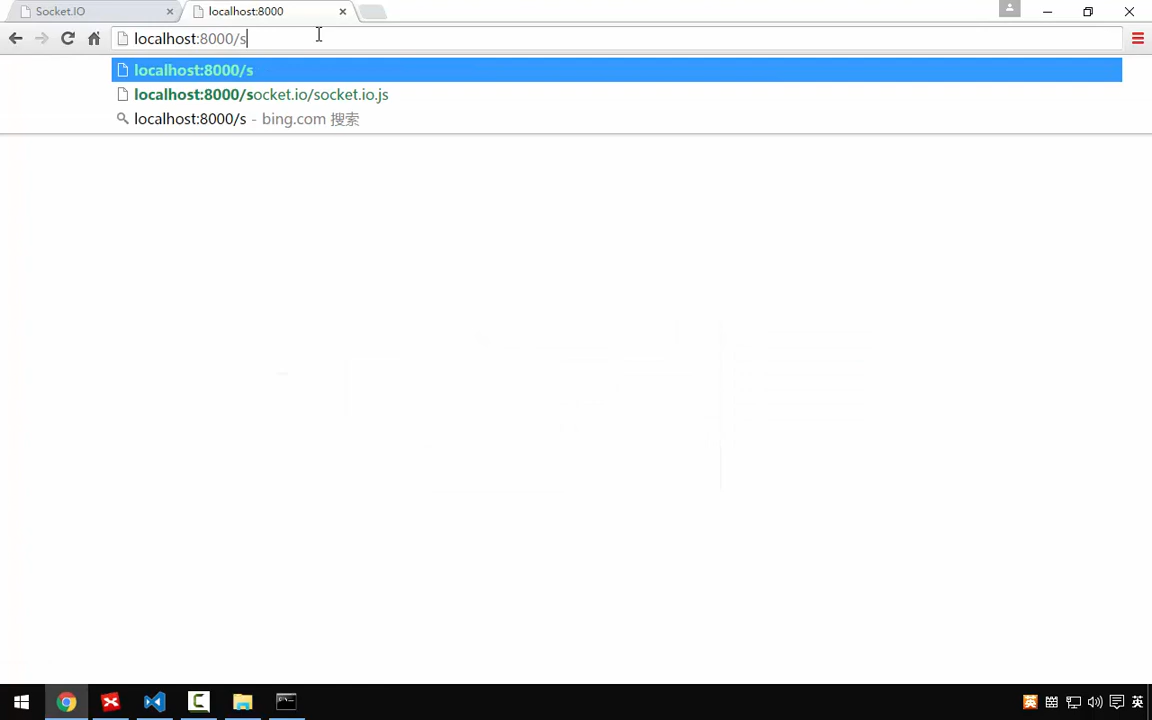 Socket.IO
localhost:8000
localhost:8000/s
localhost:8000/s
localhost:8000/socket.io/socket.io.js
localhost:8000/s - bing.com 搜索
英
英